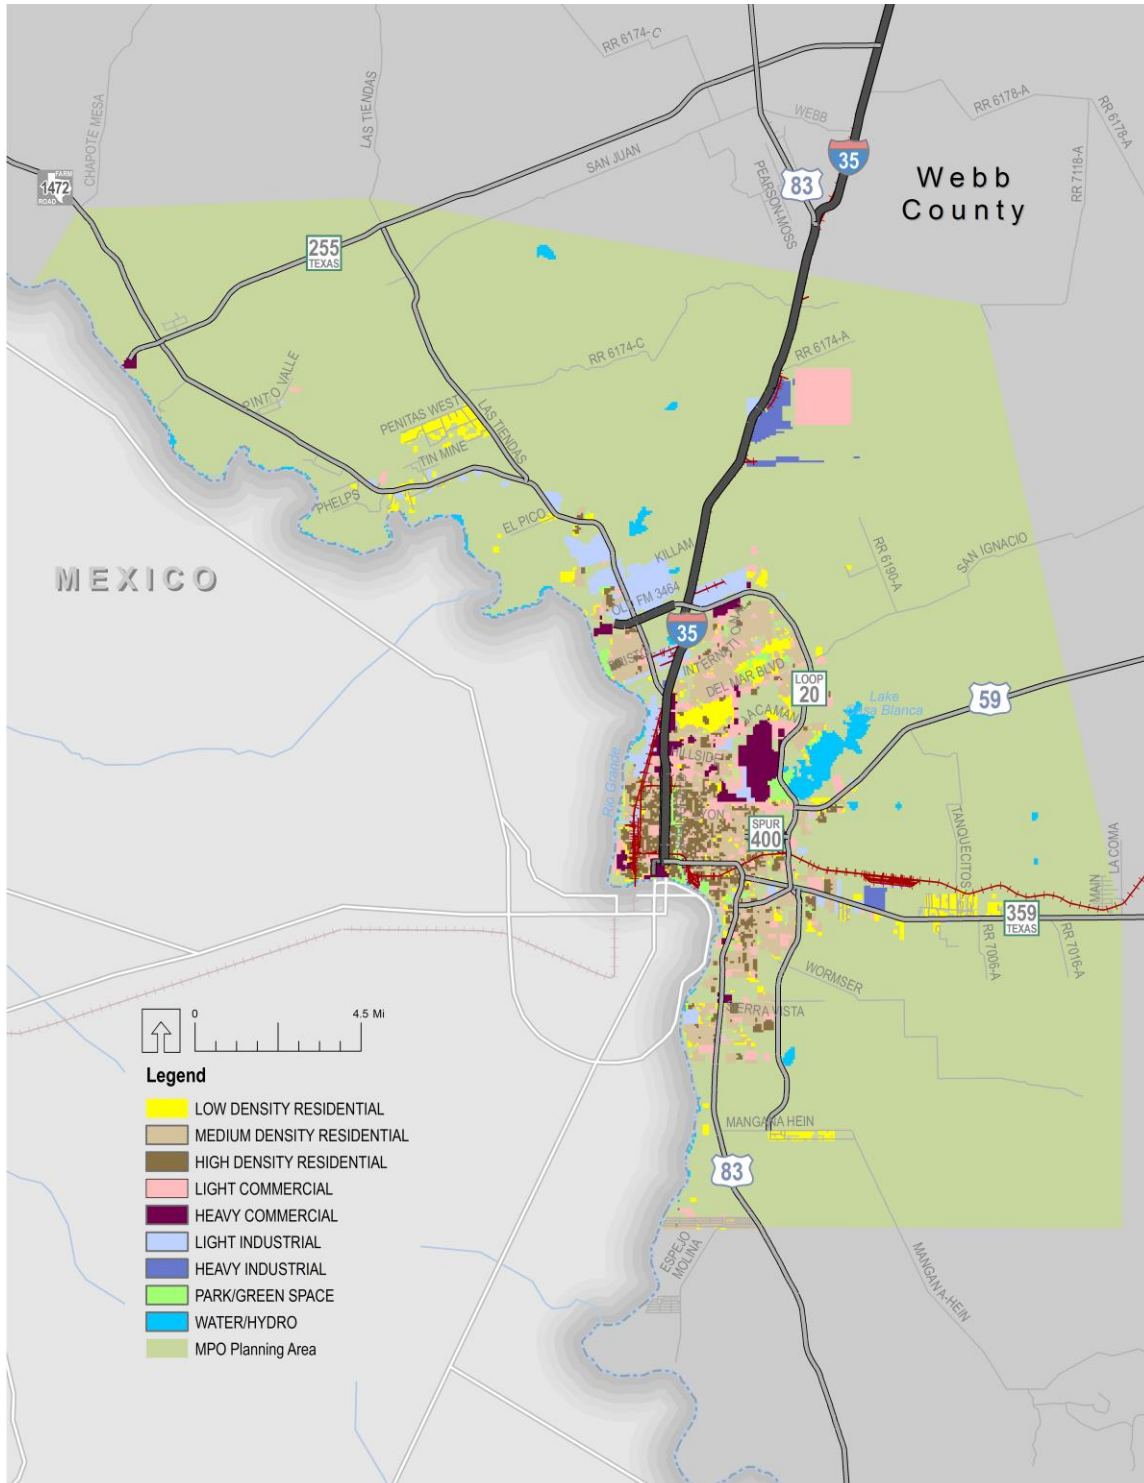 RR 6174-C
LAS TIENDAS
CHAPOTE MESA
RR 6178-A
RR 6178-A
WEBB
RR 7118-A
SAN JUAN
35
FARM
1472
ROAD
83
PEARSON-MOSS
Webb
County
255
TEXAS
RR 6174-C
RR 6174-A
PINTO VALLE
PENITAS WEST
LAS TIENDAS
TIN MINE
PHELPS
EL PICO
KILLAM
RR 6190-A
SAN IGNACIO
MEXICO
FM 3464
35
INTERNATI
DEL MAR BLVD
LOOP
20
Lake
Casa Blanca
59
JACAMAN
HILLSIDE
Rio Grande
SPUR
400
TANQUECITOS
LA COMA
MAIN
359
TEXAS
RR 7006-A
RR 7016-A
WORMSER
SIERRA VISTA
0
4.5 Mi
Legend
LOW DENSITY RESIDENTIAL
MEDIUM DENSITY RESIDENTIAL
HIGH DENSITY RESIDENTIAL
LIGHT COMMERCIAL
HEAVY COMMERCIAL
LIGHT INDUSTRIAL
HEAVY INDUSTRIAL
PARK/GREEN SPACE
WATER/HYDRO
MPO Planning Area
MANGANA HEIN
83
ESPEJO
MOLINA
MANGANA-HEIN